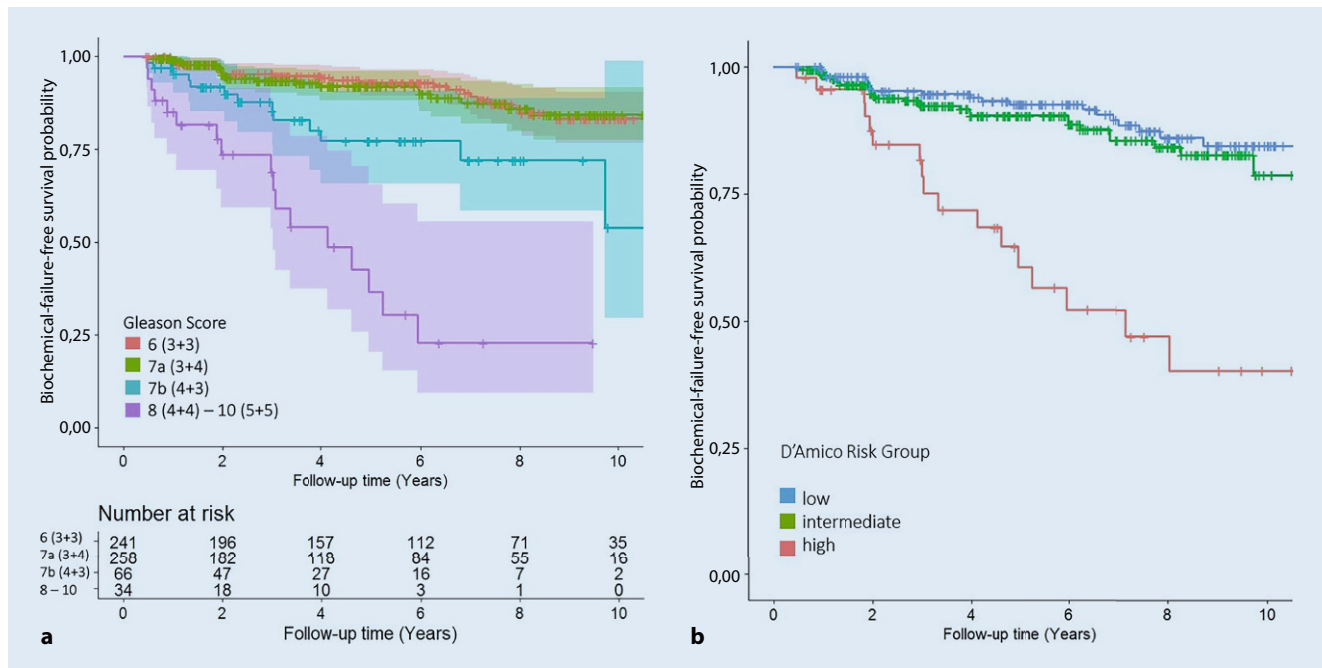 Biochemical-failure-free survival probability
1,00
0,75
0,50
0,25
0,00
Gleason Score
6 (3+3)
7a (3+4)
7b (4+3)
8 (4+4) – 10 (5+5)
0 2 4 6 8 10
Follow-up time (Years)
Number at risk
6 (3+3) 241 196 157 112 71 35
7a (3+4) 258 182 118 84 55 16
7b (4+3) 66 47 27 16 7 2
8 – 10 34 18 10 3 1 0
0 2 4 6 8 10
Follow-up time (Years)
a
Biochemical-failure-free survival probability
1,00
0,75
0,50
0,25
0,00
D'Amico Risk Group
low
intermediate
high
0 2 4 6 8 10
Follow-up time (Years)
b